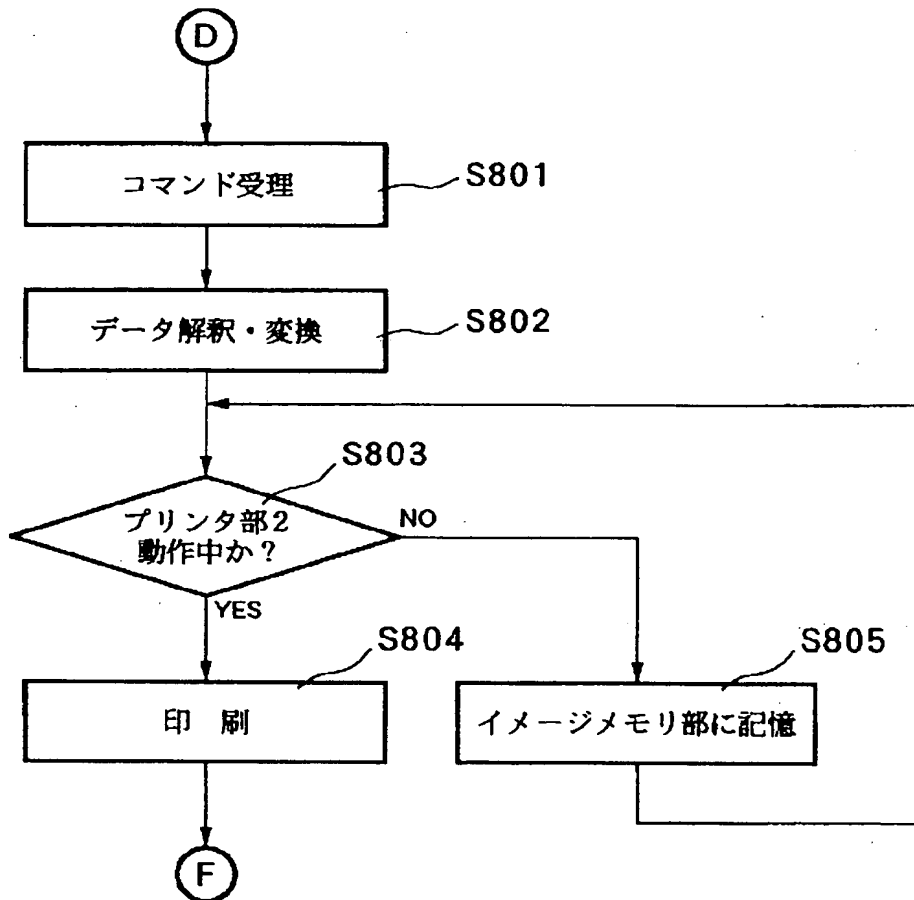 D
コマンド受理
S801
データ解釈・変換
S802
S803
プリンタ部2
動作中か?
NO
YES
S804
印 刷
S805
イメージメモリ部に記憶
F